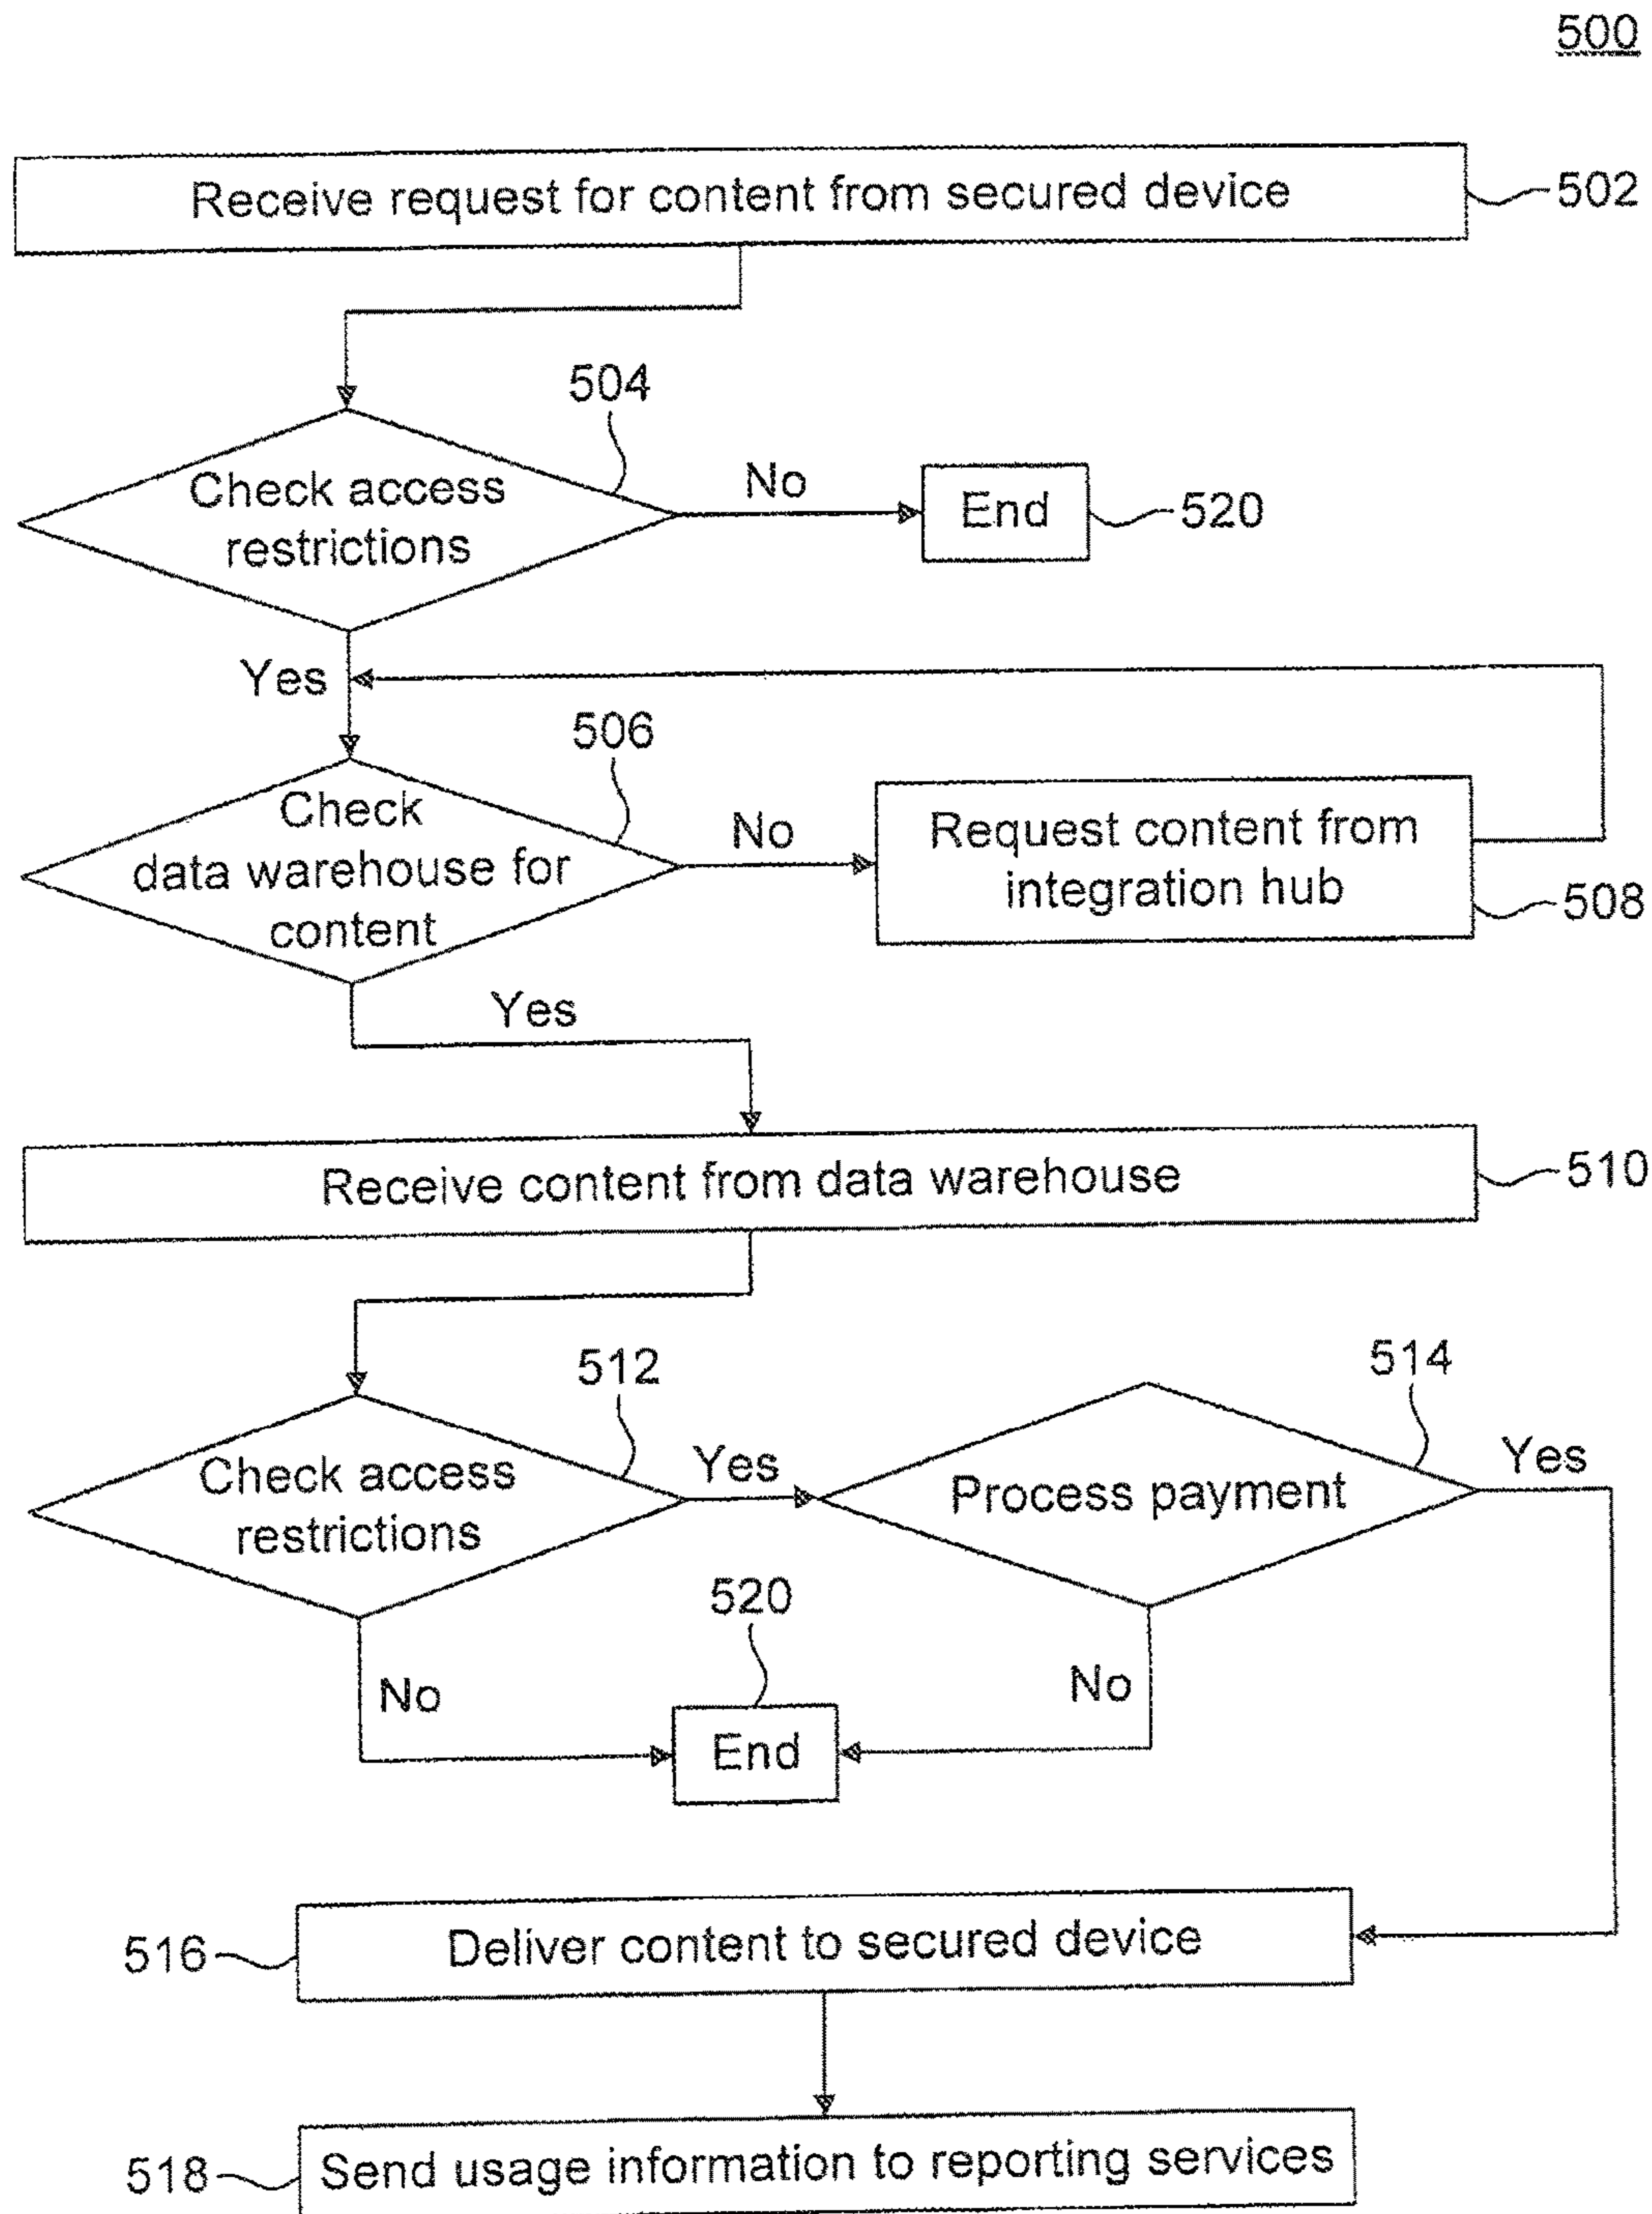 500
Receive request for content from secured device
502
504
Check access
restrictions
No
End
520
Yes
506
Check
data warehouse for
content
No
Request content from
integration hub
508
Yes
Receive content from data warehouse
510
512
514
Check access
restrictions
Yes
Process payment
Yes
520
No
No
End
516
Deliver content to secured device
518
Send usage information to reporting services